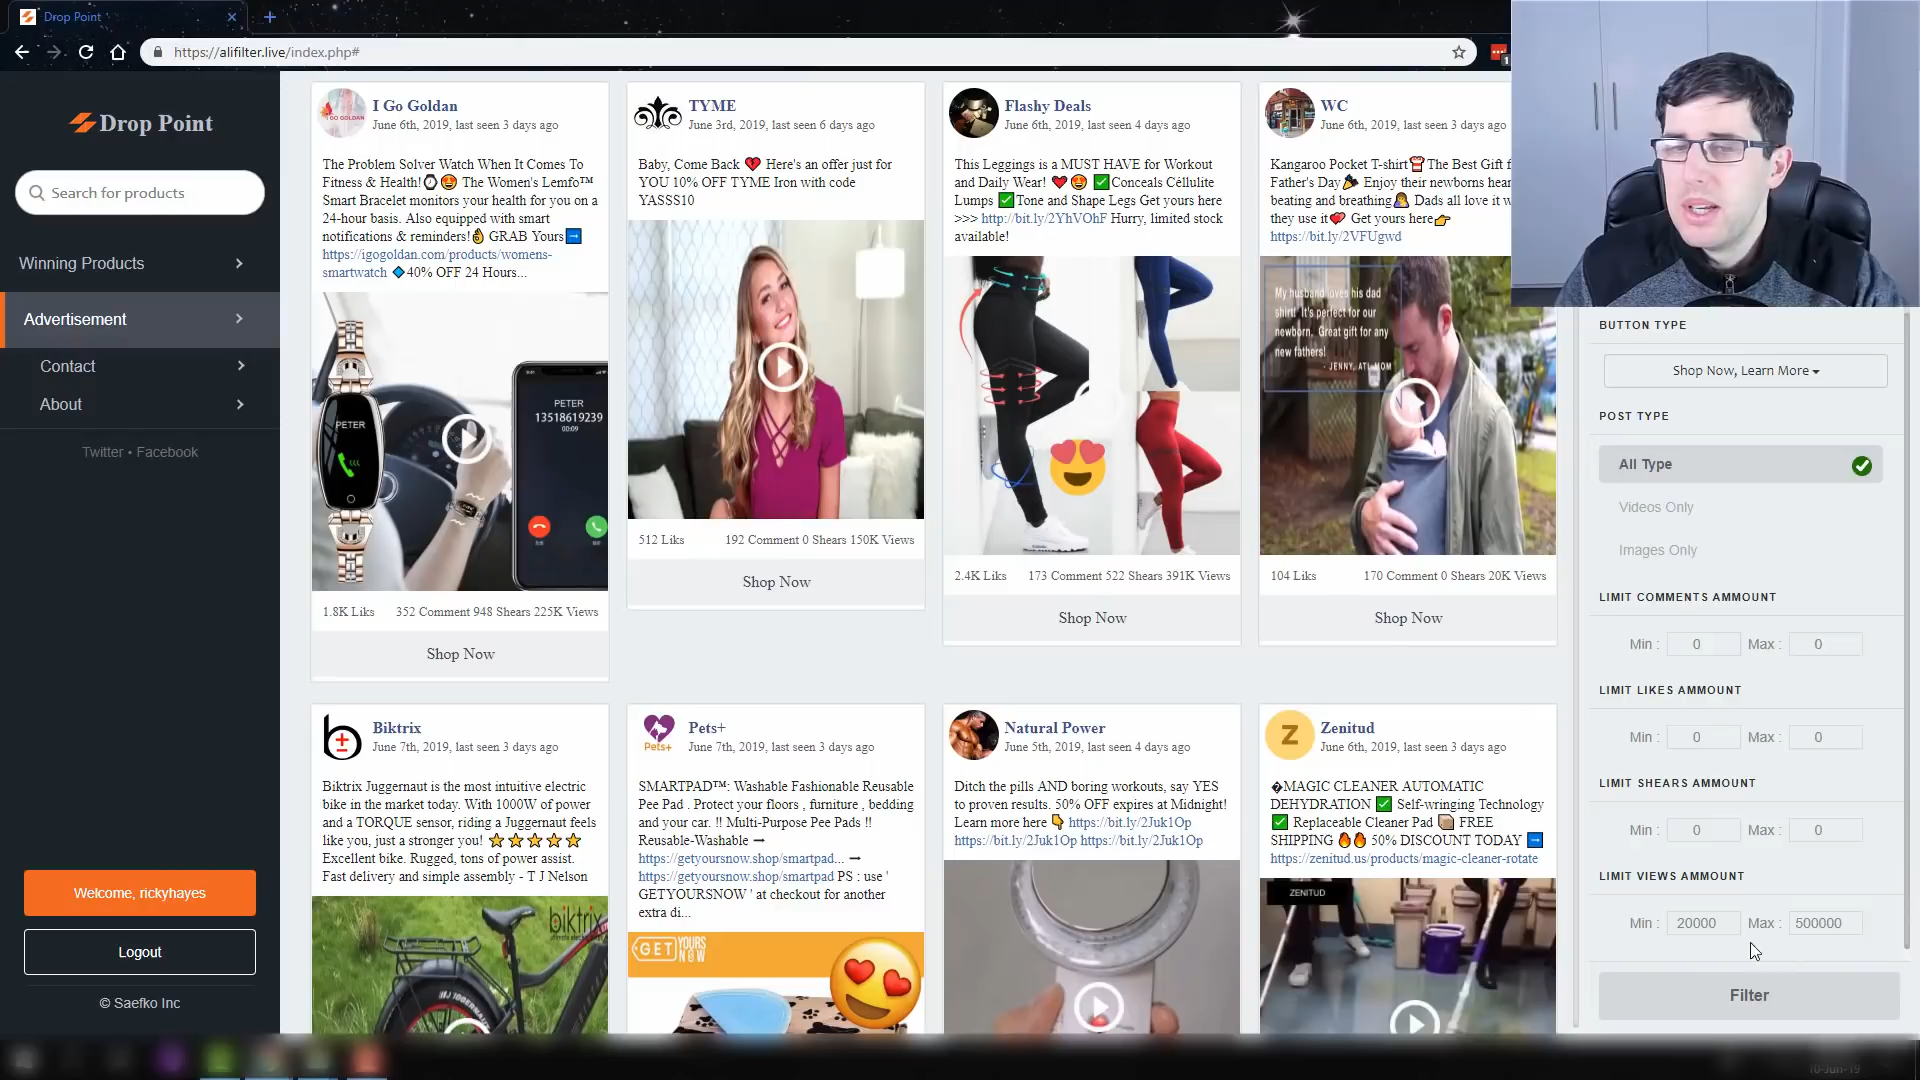 Drop Point
https://alifilter.live/index.php#
1
Drop Point
Search for products
Winning Products
Advertisement
Contact
About
Twitter • Facebook
Welcome, rickyhayes
Logout
© Saefko Inc
I Go Goldan
June 6th, 2019, last seen 3 days ago
The Problem Solver Watch When It Comes To
Fitness & Health!⌚😍 The Women's Lemfo™
Smart Bracelet monitors your health for you on a
24-hour basis. Also equipped with smart
notifications & reminders!👌 GRAB Yours➡
https://igogoldan.com/products/womens-
smartwatch 🔷40% OFF 24 Hours...
PETER
PETER
13518619239
00:09
1.8K Liks 352 Comment 948 Shears 225K Views
Shop Now
TYME
June 3rd, 2019, last seen 6 days ago
Baby, Come Back 💔 Here's an offer just for
YOU 10% OFF TYME Iron with code
YASSS10
512 Liks 192 Comment 0 Shears 150K Views
Shop Now
Flashy Deals
June 6th, 2019, last seen 4 days ago
This Leggings is a MUST HAVE for Workout
and Daily Wear! ❤😍 ✅Conceals Céllulite
Lumps ✅Tone and Shape Legs Get yours here
>>> http://bit.ly/2YhVOhF Hurry, limited stock
available!
2.4K Liks 173 Comment 522 Shears 391K Views
Shop Now
WC
June 6th, 2019, last seen 3 days ago
Kangaroo Pocket T-shirt The Best Gift f
Father's Day Enjoy their newborns hear
beating and breathing Dads all love it w
they use it❤ Get yours here👉
https://bit.ly/2VFUgwd
My husband loves his dad
shirt! It's perfect for our
newborn. Great gift for any
new fathers!
- JENNY, ATL MOM
104 Liks 170 Comment 0 Shears 20K Views
Shop Now
Biktrix
June 7th, 2019, last seen 3 days ago
Biktrix Juggernaut is the most intuitive electric
bike in the market today. With 1000W of power
and a TORQUE sensor, riding a Juggernaut feels
like you, just a stronger you! ⭐⭐⭐⭐⭐
Excellent bike. Rugged, tons of power assist.
Fast delivery and simple assembly - T J Nelson
biktrix
Pets+
Pets+
June 7th, 2019, last seen 3 days ago
SMARTPAD™: Washable Fashionable Reusable
Pee Pad . Protect your floors , furniture , bedding
and your car. !! Multi-Purpose Pee Pads !!
Reusable-Washable ➞
https://getyoursnow.shop/smartpad... ➞
https://getyoursnow.shop/smartpad PS : use '
GETYOURSNOW ' at checkout for another
extra di...
GET YOURS NOW
Natural Power
June 5th, 2019, last seen 4 days ago
Ditch the pills AND boring workouts, say YES
to proven results. 50% OFF expires at Midnight!
Learn more here 👇 https://bit.ly/2Juk1Op
https://bit.ly/2Juk1Op https://bit.ly/2Juk1Op
Z
Zenitud
June 6th, 2019, last seen 3 days ago
�MAGIC CLEANER AUTOMATIC
DEHYDRATION ✅ Self-wringing Technology
✅ Replaceable Cleaner Pad 📦 FREE
SHIPPING 🔥🔥 50% DISCOUNT TODAY ➡
https://zenitud.us/products/magic-cleaner-rotate
ZENITUD
BUTTON TYPE
Shop Now, Learn More
POST TYPE
All Type
Videos Only
Images Only
LIMIT COMMENTS AMMOUNT
Min : 0 Max : 0
LIMIT LIKES AMMOUNT
Min : 0 Max : 0
LIMIT SHEARS AMMOUNT
Min : 0 Max : 0
LIMIT VIEWS AMMOUNT
Min : 20000 Max : 500000
Filter
10-Jun-19